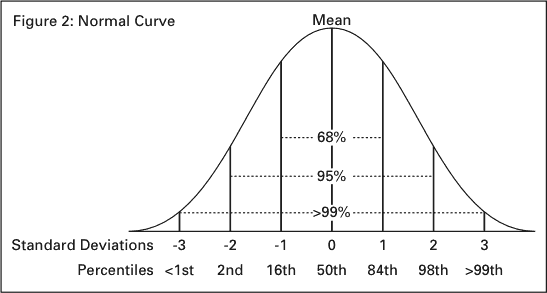 Figure 2: Normal Curve
Mean
68%
95%
>99%
Standard Deviations -3 -2 -1 0 1 2 3
Percentiles <1st 2nd 16th 50th 84th 98th >99th